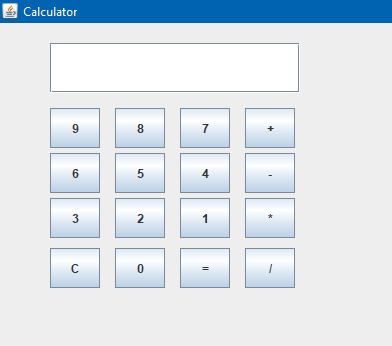 Calculator
9 8 7 +
6 5 4 -
3 2 1 *
C 0 = /